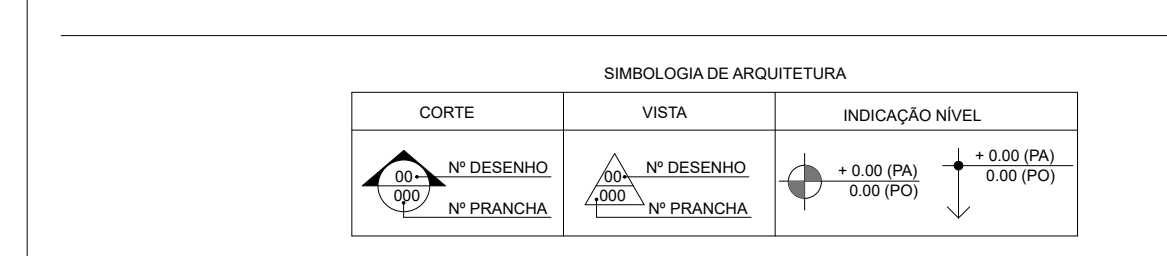 SIMBOLOGIA DE ARQUITETURA
CORTE
VISTA
INDICAÇÃO NÍVEL
00
Nº DESENHO
000
Nº PRANCHA
00
Nº DESENHO
000
Nº PRANCHA
+ 0.00 (PA)
0.00 (PO)
+ 0.00 (PA)
0.00 (PO)